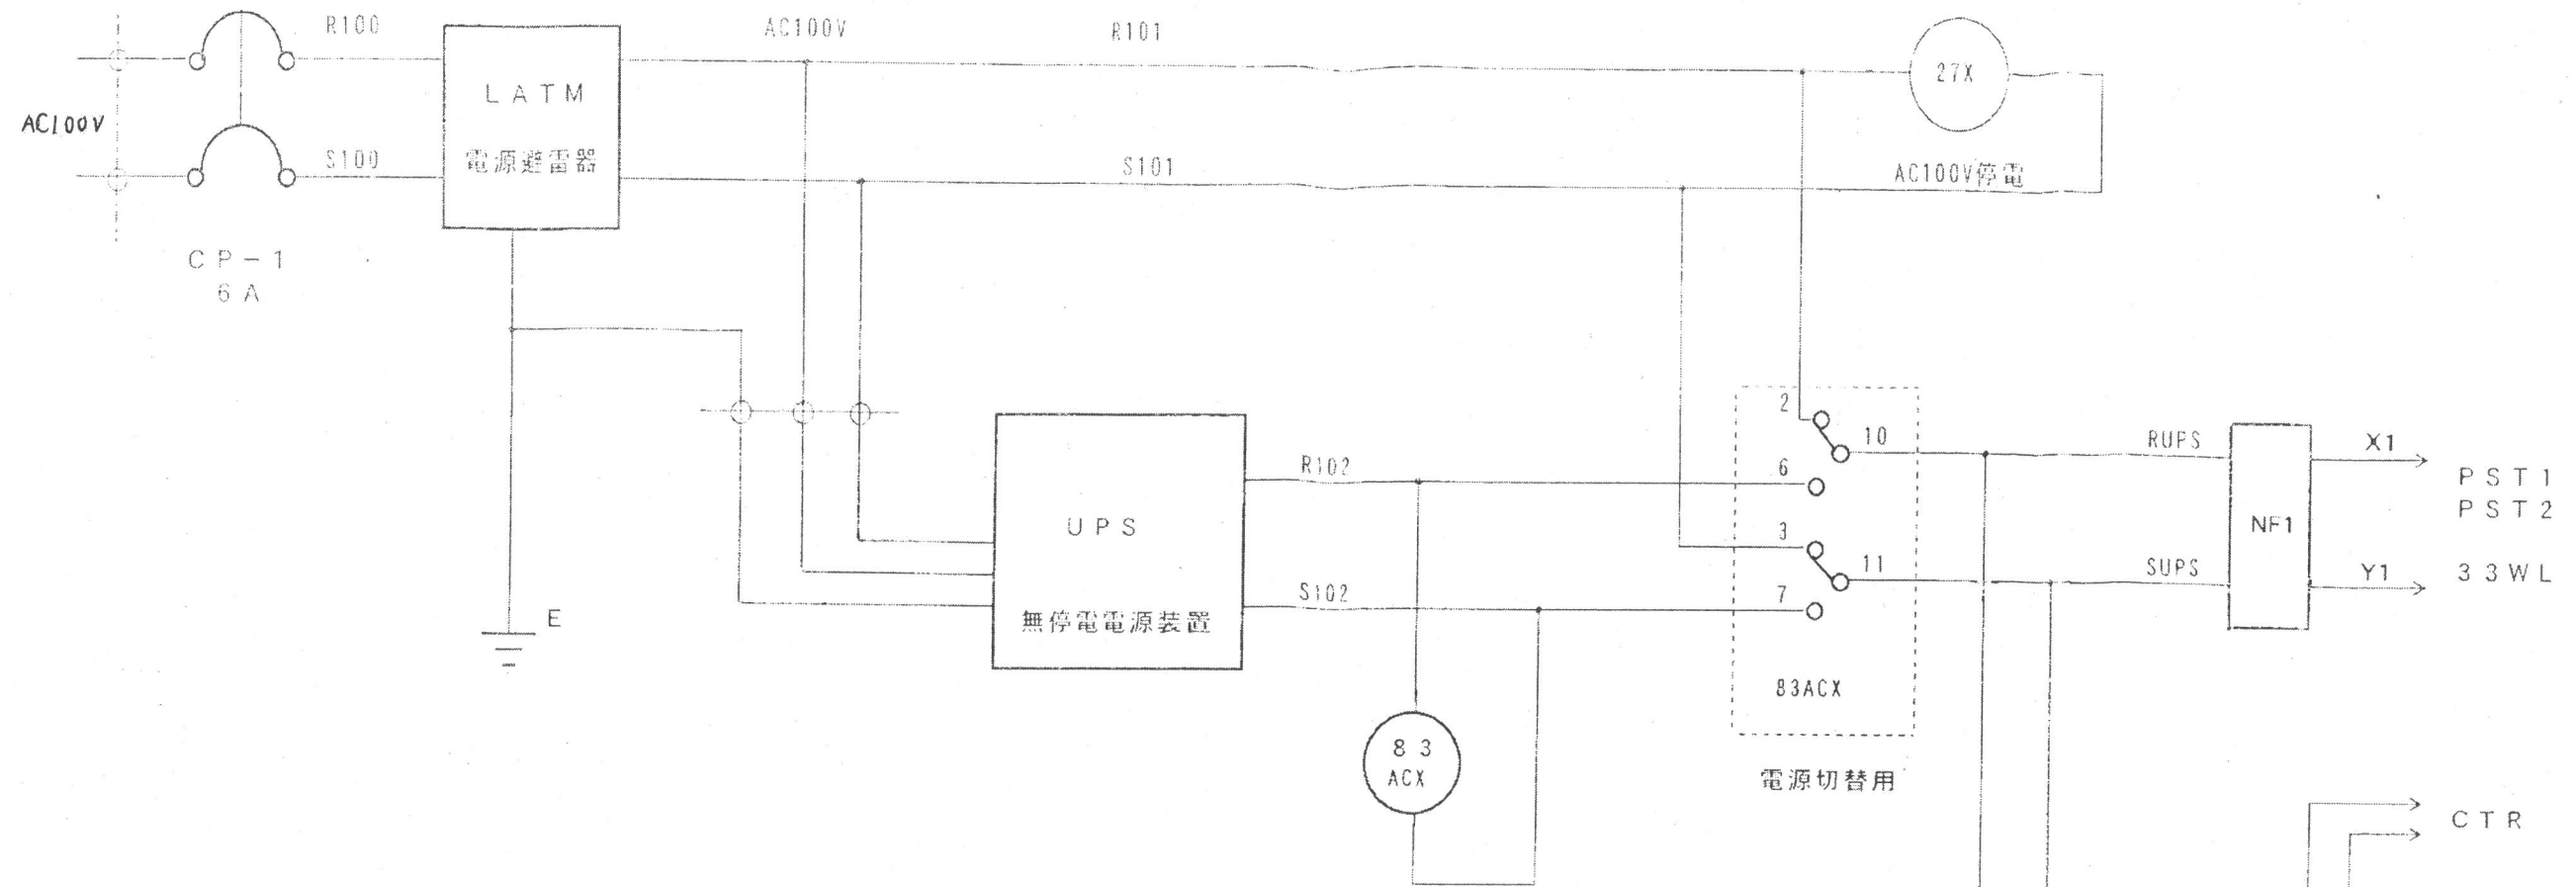 R100
AC100V
R101
27X
LATM
AC100V
電源避雷器
S100
S101
AC100V停電
CP-1
6A
2
10
RUPS
X1
R102
6
PST1
PST2
UPS
NF1
3
11
SUPS
Y1
33WL
S102
7
無停電電源装置
E
83ACX
83
ACX
電源切替用
CTR